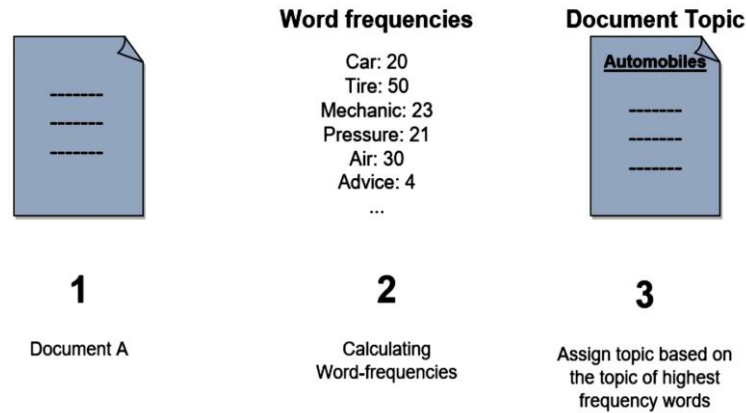 Word frequencies
Car: 20
Tire: 50
Mechanic: 23
Pressure: 21
Air: 30
Advice: 4
...
Document Topic
Automobiles
1
Document A
2
Calculating
Word-frequencies
3
Assign topic based on
the topic of highest
frequency words